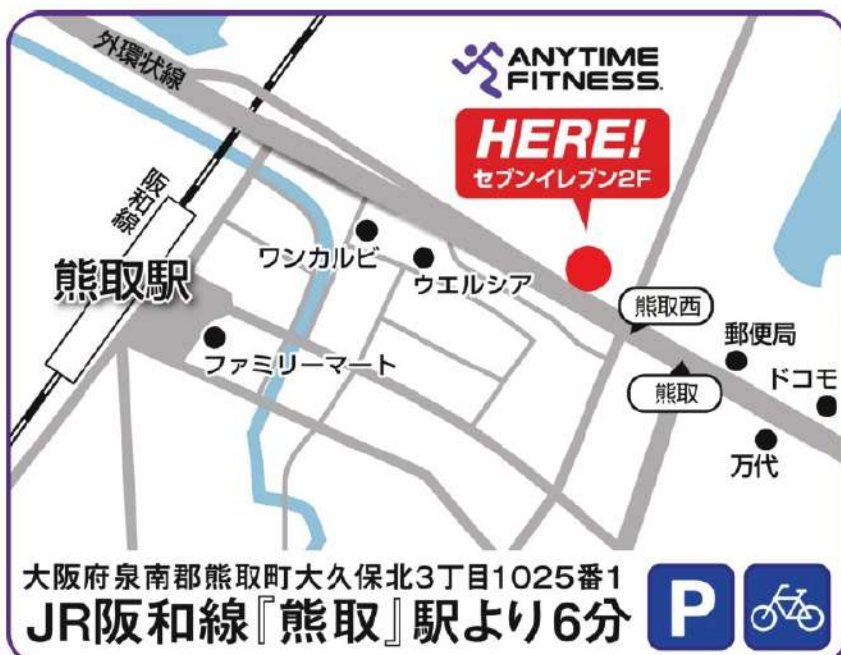 外環状線
ANYTIME
FITNESS.
HERE!
セブンイレブン2F
阪和線
熊取駅
ワンカルビ
ウエルシア
ファミリーマート
熊取西
郵便局
熊取
ドコモ
万代
大阪府泉南郡熊取町大久保北3丁目1025番1
JR阪和線『熊取』駅より6分
P